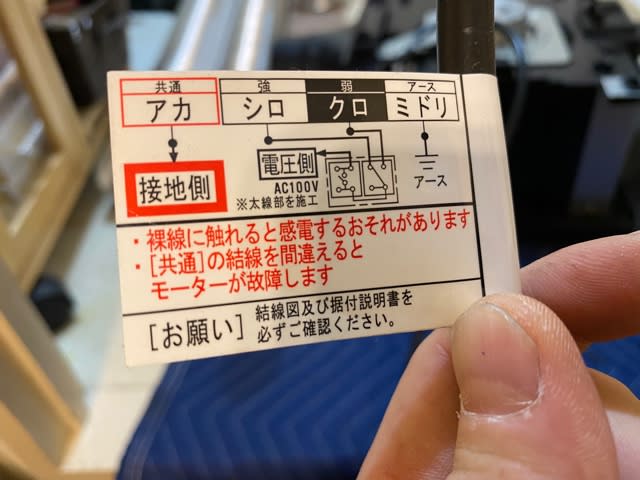 共通 強 弱 アース
アカ シロ クロ ミドリ
接地側
電圧側
AC100V
※太線部を施工
アース
・裸線に触れると感電するおそれがあります
・[共通]の結線を間違えると
モーターが故障します
[お願い]
結線図及び据付説明書を
必ずご確認ください。